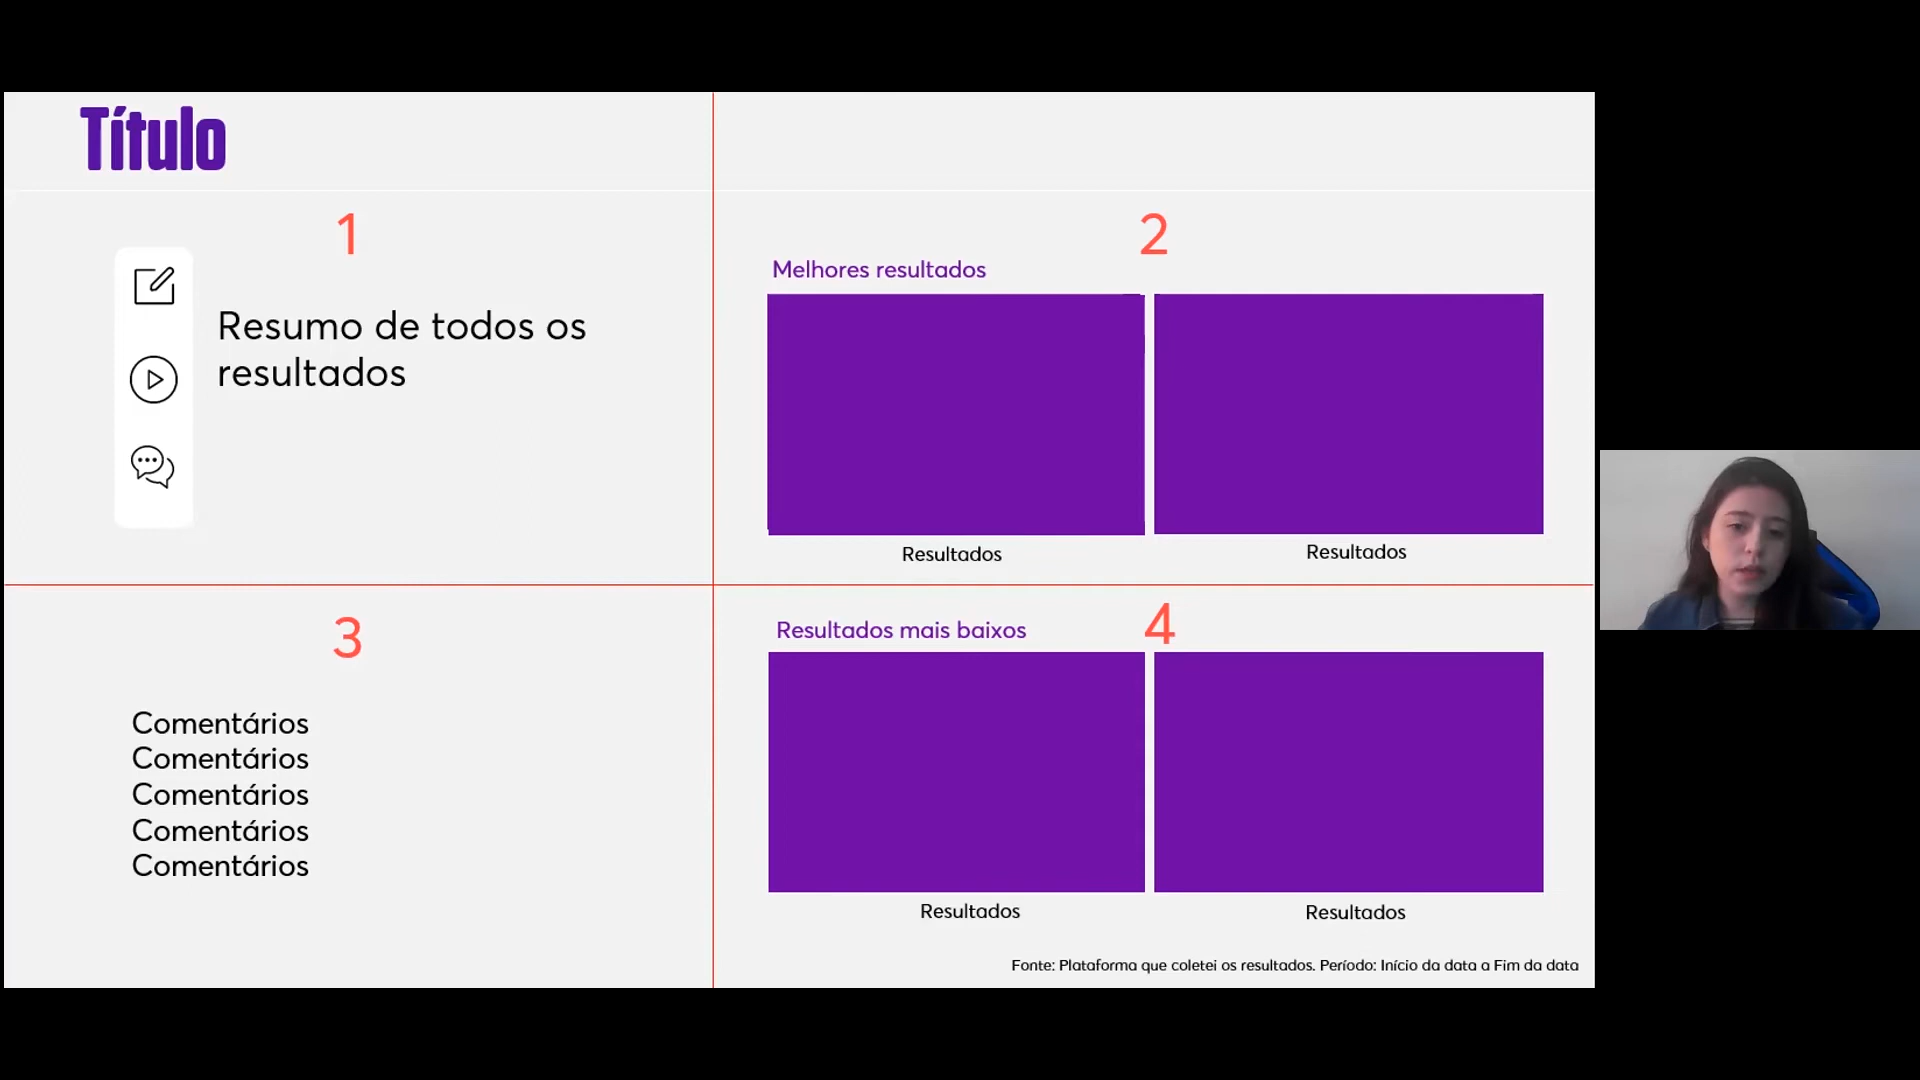 Título
1
Resumo de todos os
resultados
2
Melhores resultados
Resultados
Resultados
3
Comentários
Comentários
Comentários
Comentários
Comentários
4
Resultados mais baixos
Resultados
Resultados
Fonte: Plataforma que coletei os resultados. Período: Início da data a Fim da data